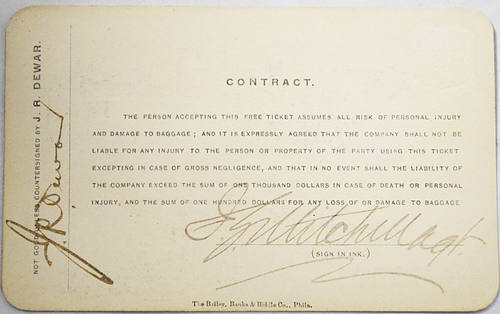 NOT GOOD UNLESS COUNTERSIGNED BY J. R. DEWAR.
J.R. Dewar
CONTRACT.
THE PERSON ACCEPTING THIS FREE TICKET ASSUMES ALL RISK OF PERSONAL INJURY
AND DAMAGE TO BAGGAGE; AND IT IS EXPRESSLY AGREED THAT THE COMPANY SHALL NOT BE
LIABLE FOR ANY INJURY TO THE PERSON OR PROPERTY OF THE PARTY USING THIS TICKET
EXCEPTING IN CASE OF GROSS NEGLIGENCE, AND THAT IN NO EVENT SHALL THE LIABILITY OF
THE COMPANY EXCEED THE SUM OF ONE THOUSAND DOLLARS IN CASE OF DEATH OR PERSONAL
INJURY, AND THE SUM OF ONE HUNDRED DOLLARS FOR ANY LOSS OF OR DAMAGE TO BAGGAGE
Mitchell agt.
(SIGN IN INK.)
The Bailey, Banks & Biddle Co., Phila.